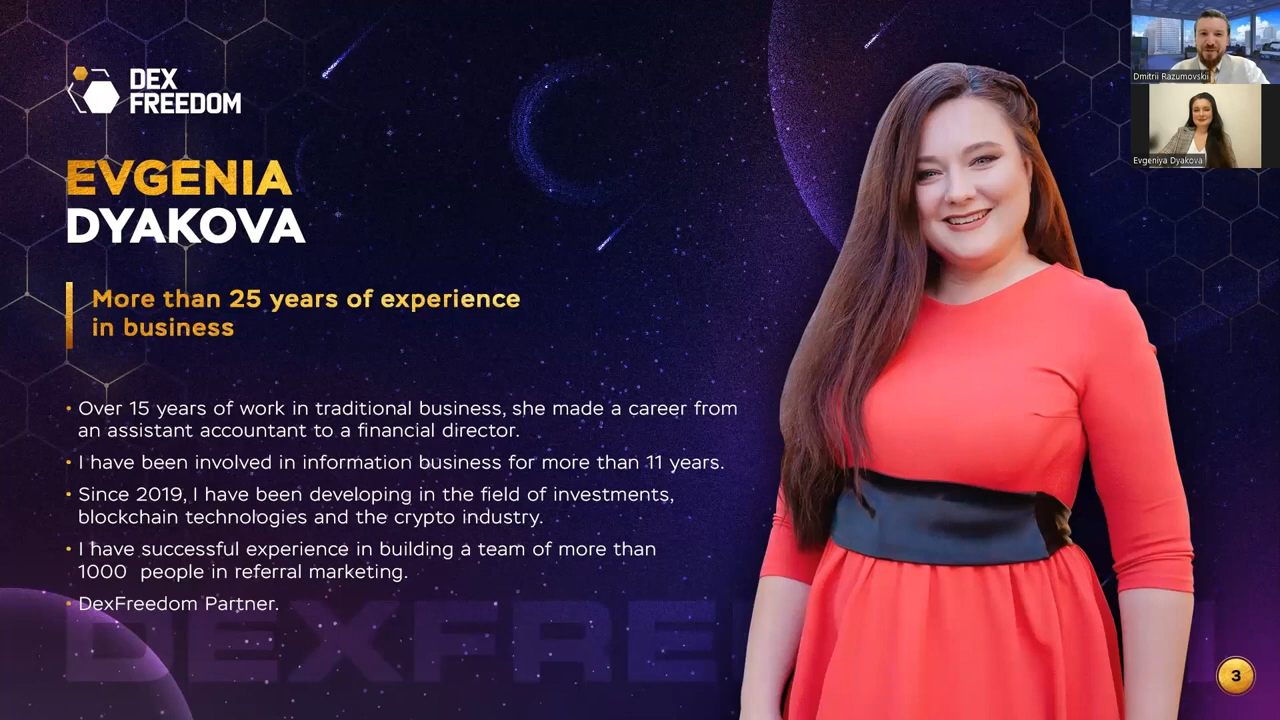 DEX
FREEDOM
EVGENIA
DYAKOVA
More than 25 years of experience
in business
• Over 15 years of work in traditional business, she made a career from
an assistant accountant to a financial director.
• I have been involved in information business for more than 11 years.
• Since 2019, I have been developing in the field of investments,
blockchain technologies and the crypto industry.
• I have successful experience in building a team of more than
1000 people in referral marketing.
• DexFreedom Partner.
DEXFREE
Dmitrii Razumovskii
Evgeniya Dyakova
3